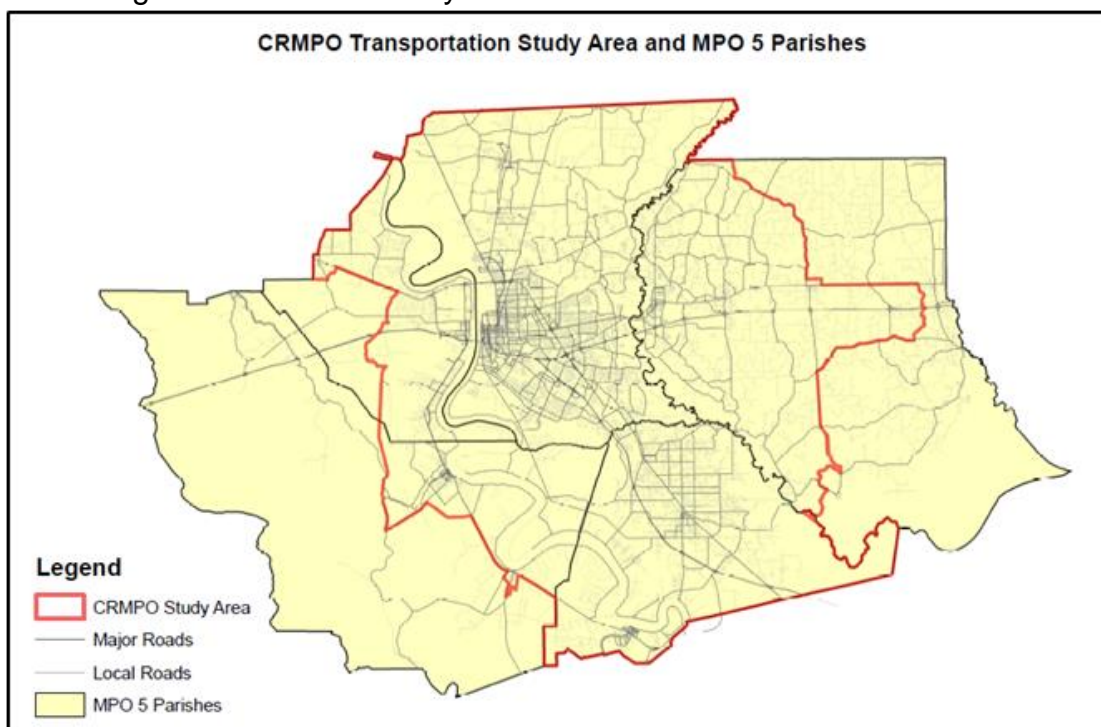 CRMPO Transportation Study Area and MPO 5 Parishes
Legend
CRMPO Study Area
Major Roads
Local Roads
MPO 5 Parishes